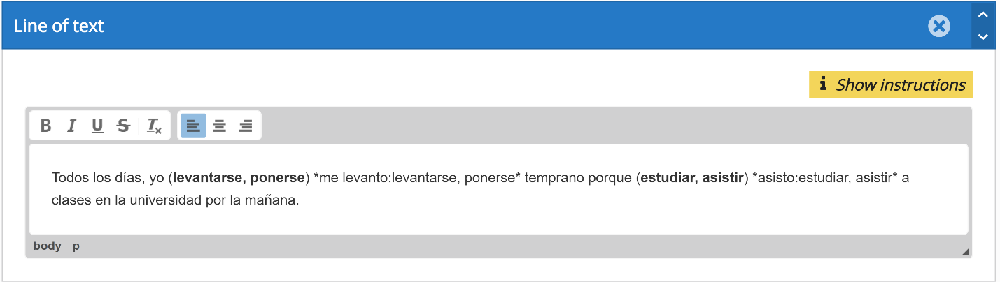 Line of text
Show instructions
B I U S Tx
Todos los días, yo (levantarse, ponerse) *me levanto:levantarse, ponerse* temprano porque (estudiar, asistir) *asisto:estudiar, asistir* a
clases en la universidad por la mañana.
body p